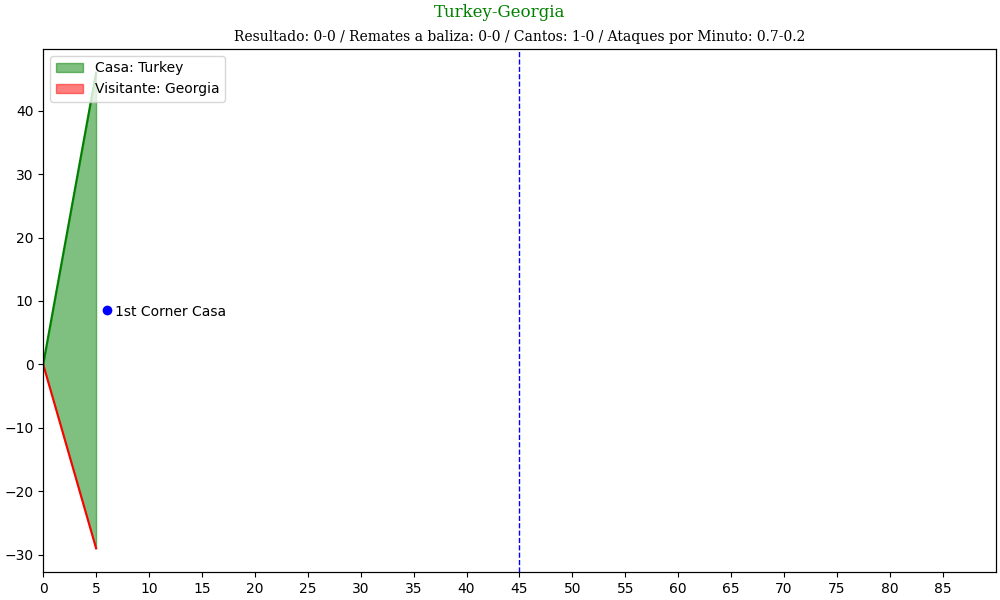 Turkey-Georgia
Resultado: 0-0 / Remates a baliza: 0-0 / Cantos: 1-0 / Ataques por Minuto: 0.7-0.2
Casa: Turkey
Visitante: Georgia
40
30
20
10
1st Corner Casa
0
−10
−20
−30
0 5 10 15 20 25 30 35 40 45 50 55 60 65 70 75 80 85